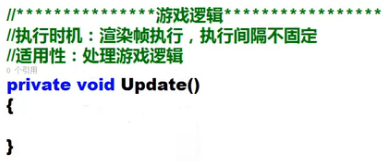 //***************游戏逻辑*****************
//执行时机：渲染帧执行，执行间隔不固定
//适用性：处理游戏逻辑
0 个引用
private void Update()
{
}